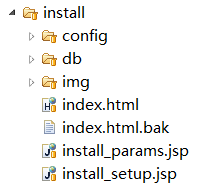 install
config
db
img
index.html
index.html.bak
install_params.jsp
install_setup.jsp